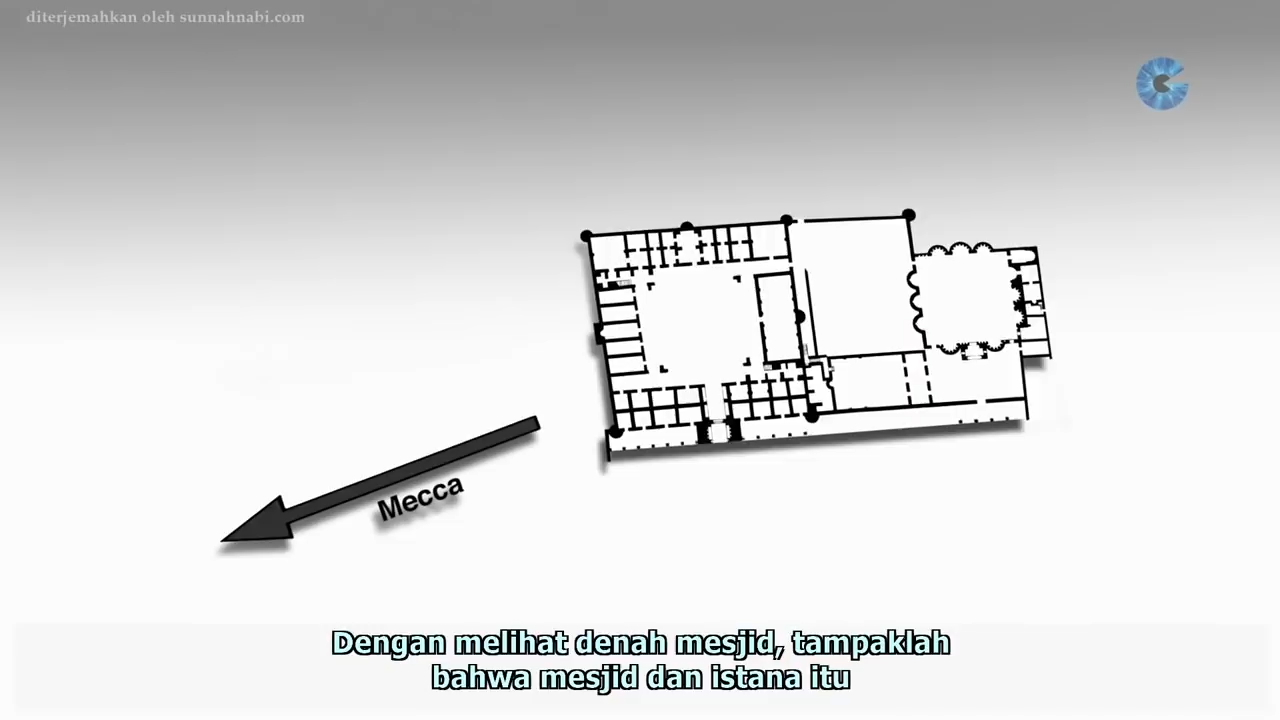 diterjemahkan oleh sunnahnabi.com
Mecca
Dengan melihat denah mesjid, tampaklah
bahwa mesjid dan istana itu